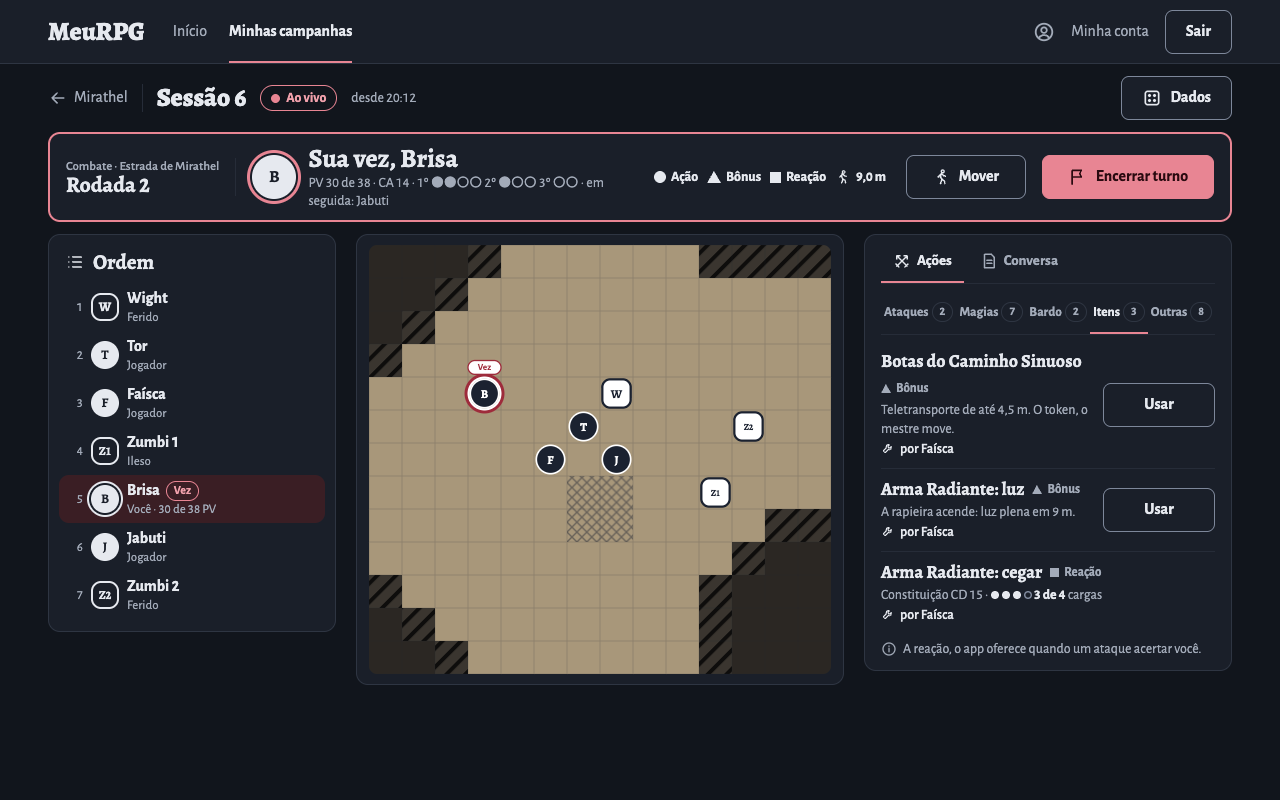 MeuRPG
Início
Minhas campanhas
Minha conta
Sair
Mirathel
Sessão 6
Ao vivo
desde 20:12
Dados
Combate · Estrada de Mirathel
Rodada 2
B
Sua vez, Brisa
PV 30 de 38 · CA 14 · 1º 2º 3º · em
seguida: Jabuti
Ação
Bônus
Reação
9,0 m
Mover
Encerrar turno
Ordem
1 W Wight
Ferido
2 T Tor
Jogador
3 F Faísca
Jogador
4 Z1 Zumbi 1
Ileso
5 B Brisa Vez
Você · 30 de 38 PV
6 J Jabuti
Jogador
7 Z2 Zumbi 2
Ferido
Vez
B
W
T
Z2
F
J
Z1
Ações
Conversa
Ataques 2
Magias 7
Bardo 2
Itens 3
Outras 8
Botas do Caminho Sinuoso
Bônus
Teletransporte de até 4,5 m. O token, o
mestre move.
por Faísca
Usar
Arma Radiante: luz Bônus
A rapieira acende: luz plena em 9 m.
por Faísca
Usar
Arma Radiante: cegar Reação
Constituição CD 15 · 3 de 4 cargas
por Faísca
A reação, o app oferece quando um ataque acertar você.